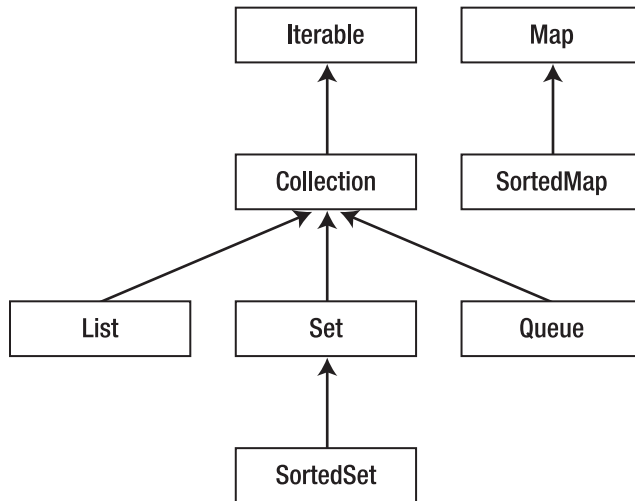 Iterable
Map
Collection
SortedMap
List
Set
Queue
SortedSet